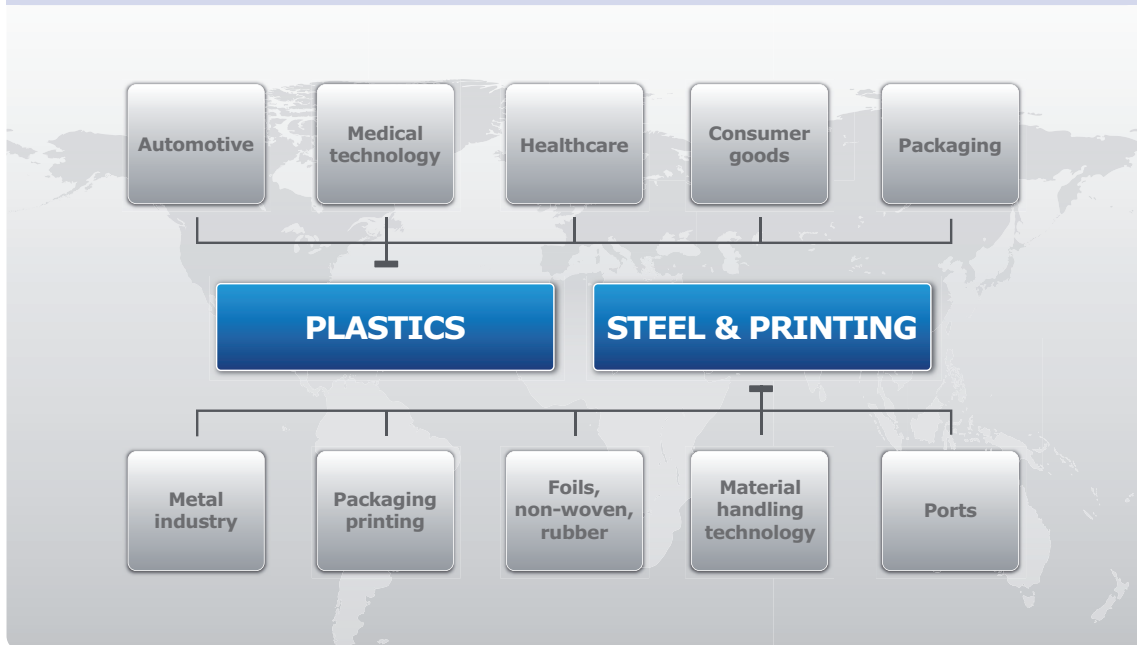 Automotive
Medical
technology
Healthcare
Consumer
goods
Packaging
PLASTICS
STEEL & PRINTING
Metal
industry
Packaging
printing
Foils,
non-woven,
rubber
Material
handling
technology
Ports